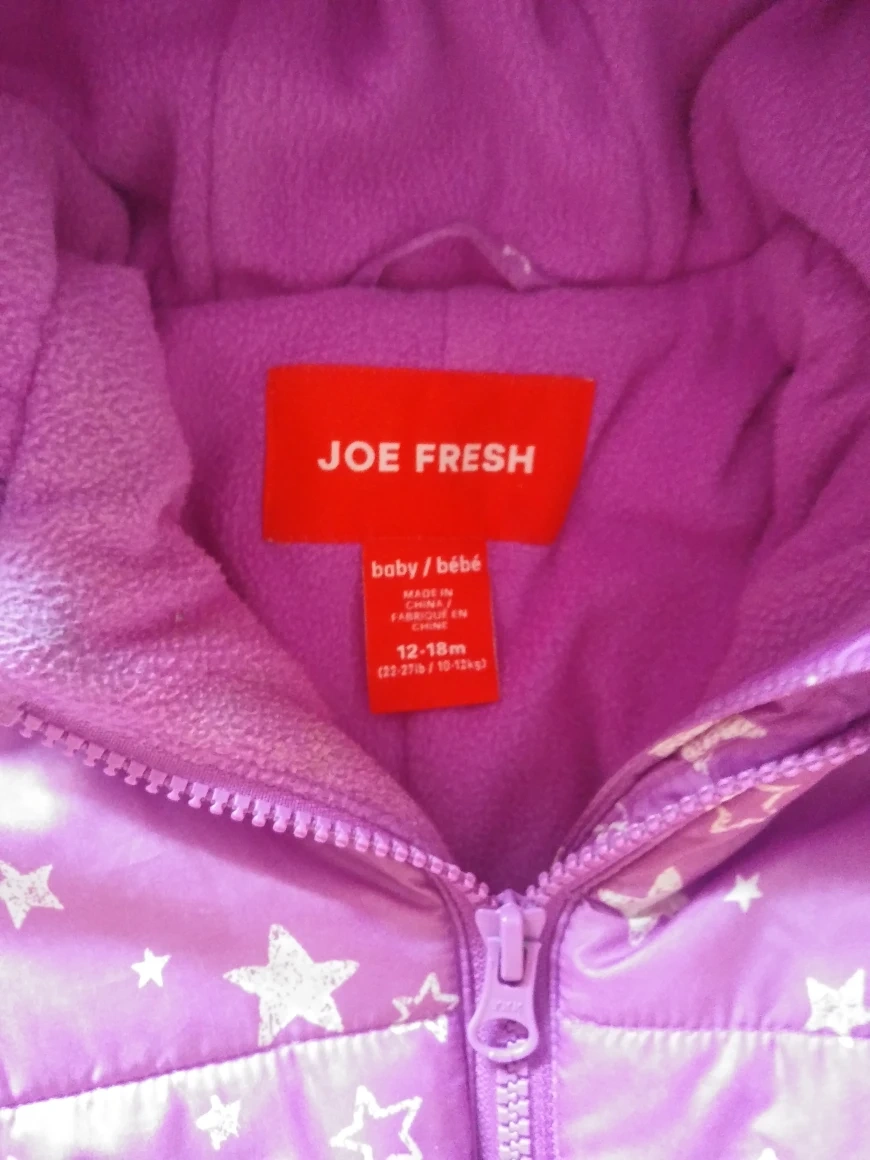 JOE FRESH
baby / bébé
MADE IN
CHINA /
FABRIQUÉ EN
CHINE
12-18m
(22-27lb / 10-12kg)